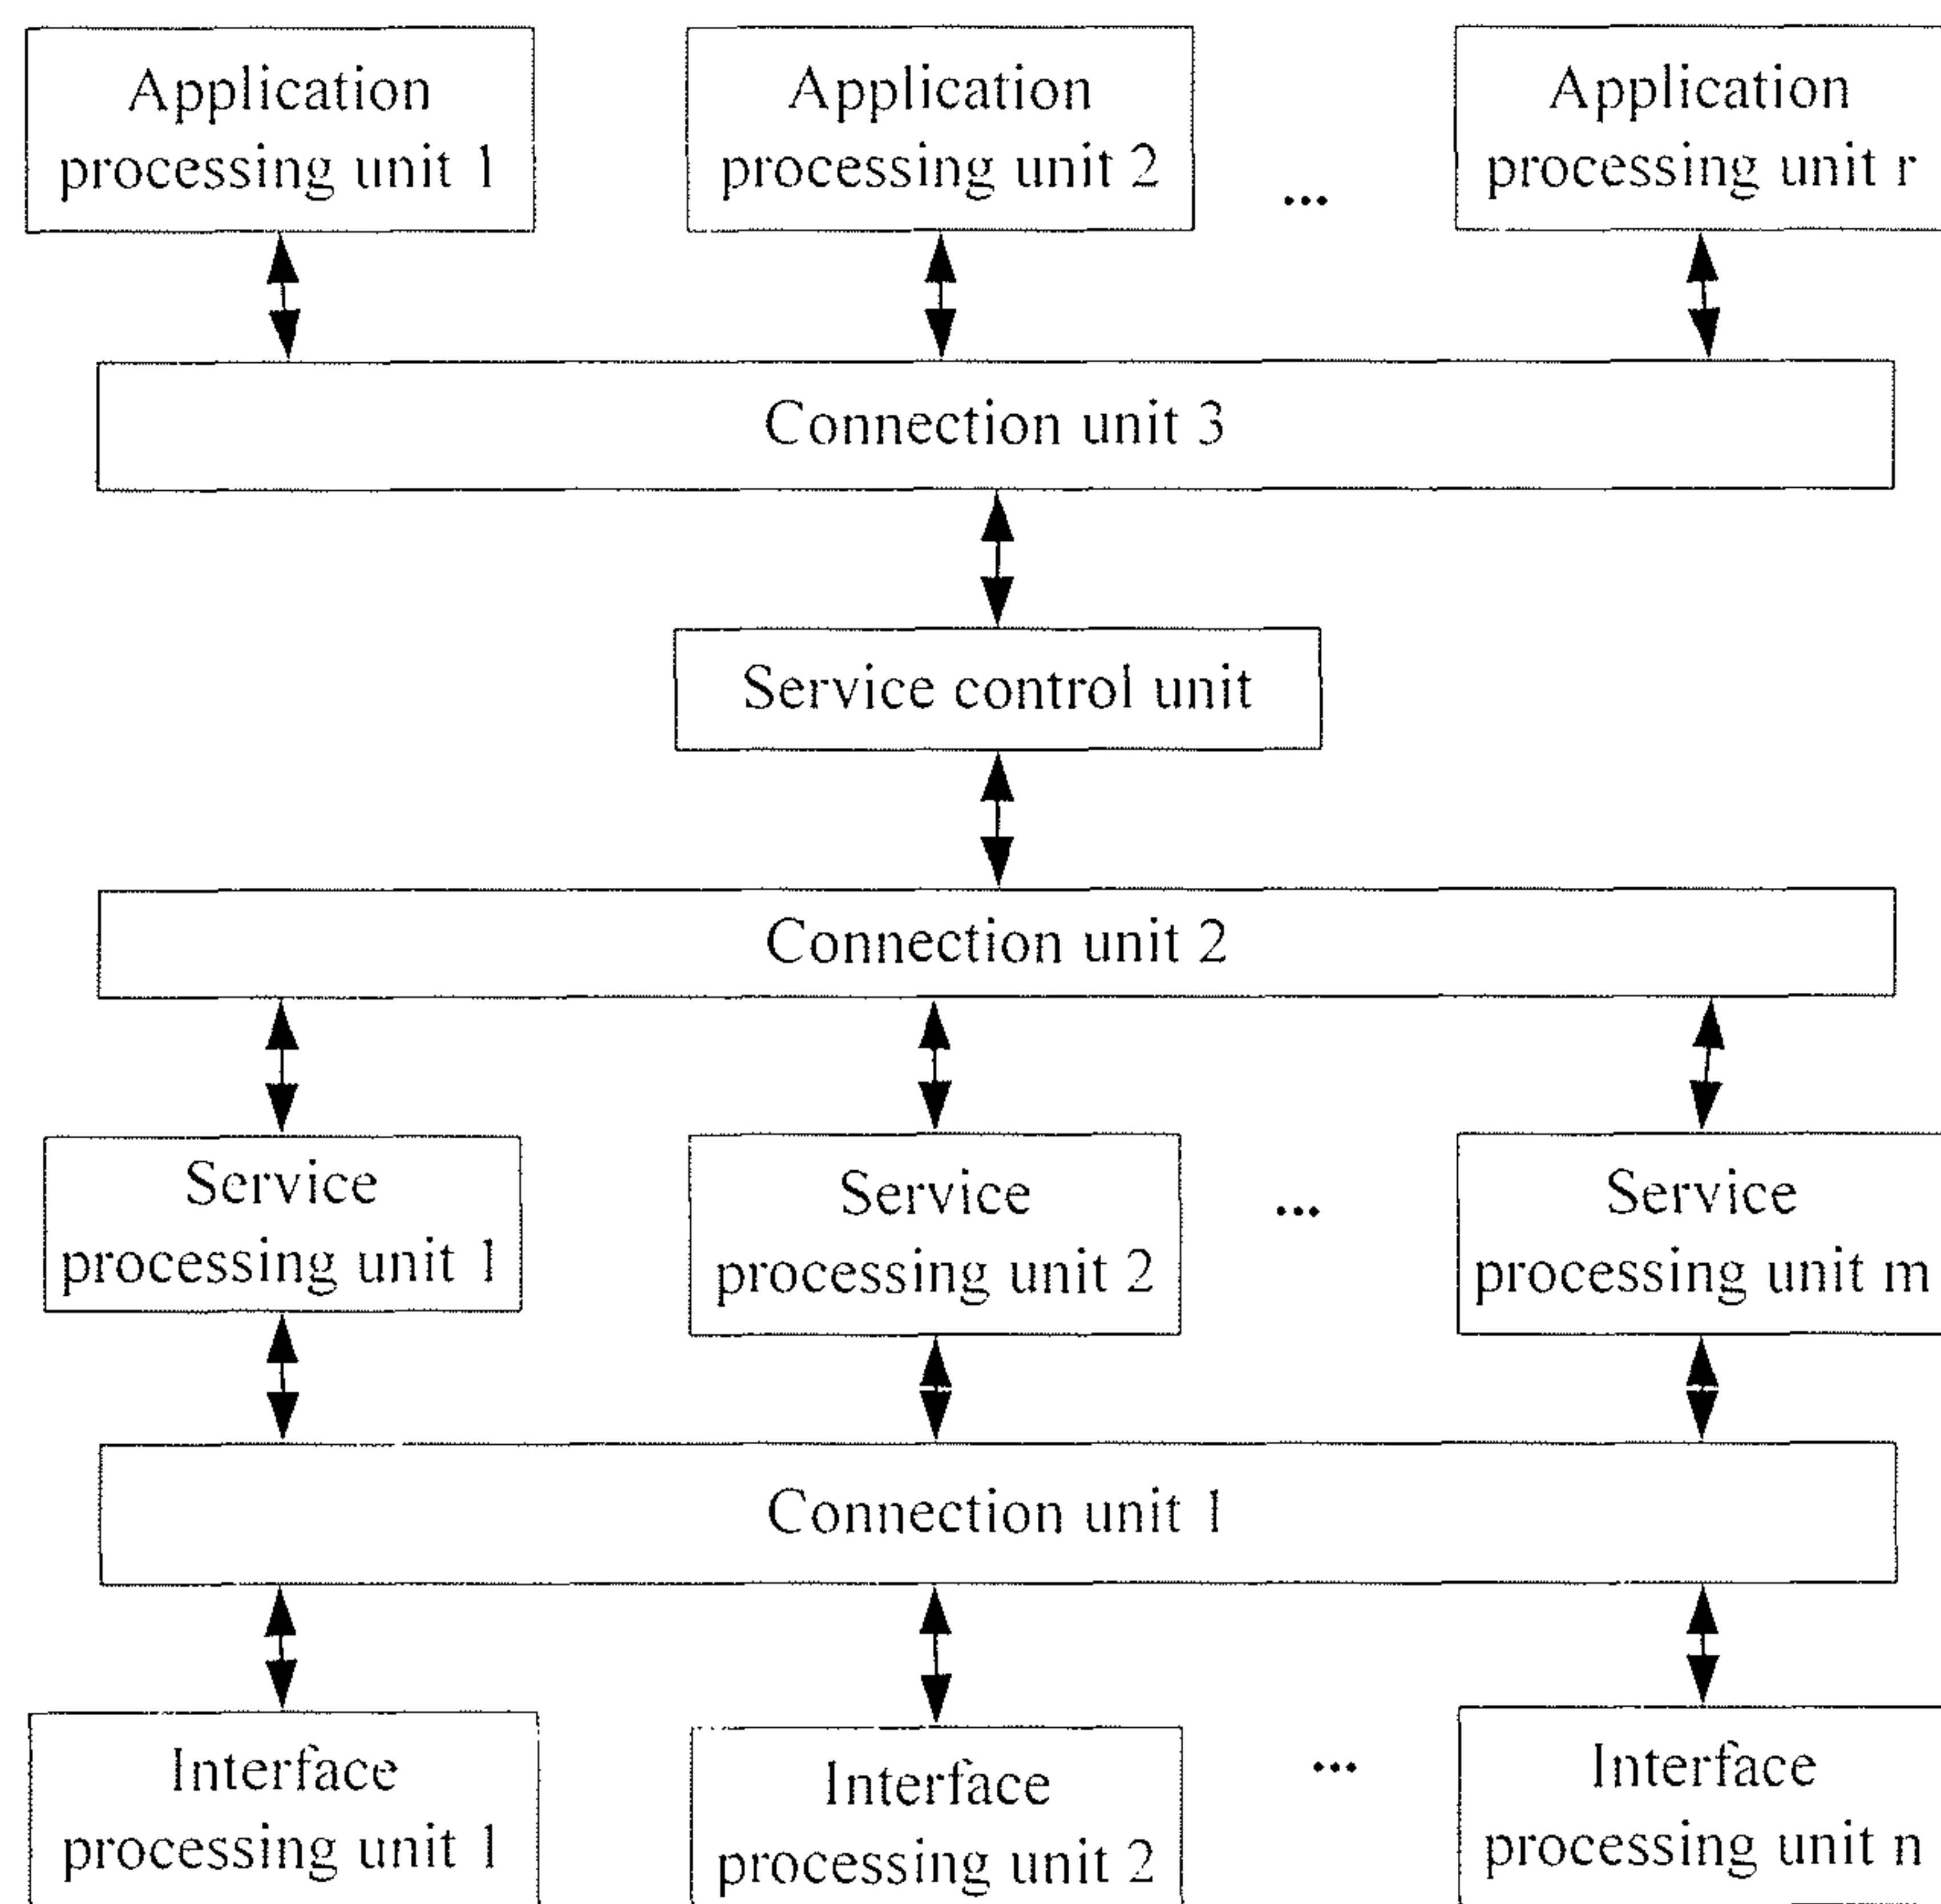 Application
processing unit 1
Application
processing unit 2
...
Application
processing unit r
Connection unit 3
Service control unit
Connection unit 2
Service
processing unit 1
Service
processing unit 2
...
Service
processing unit m
Connection unit 1
Interface
processing unit 1
Interface
processing unit 2
...
Interface
processing unit n